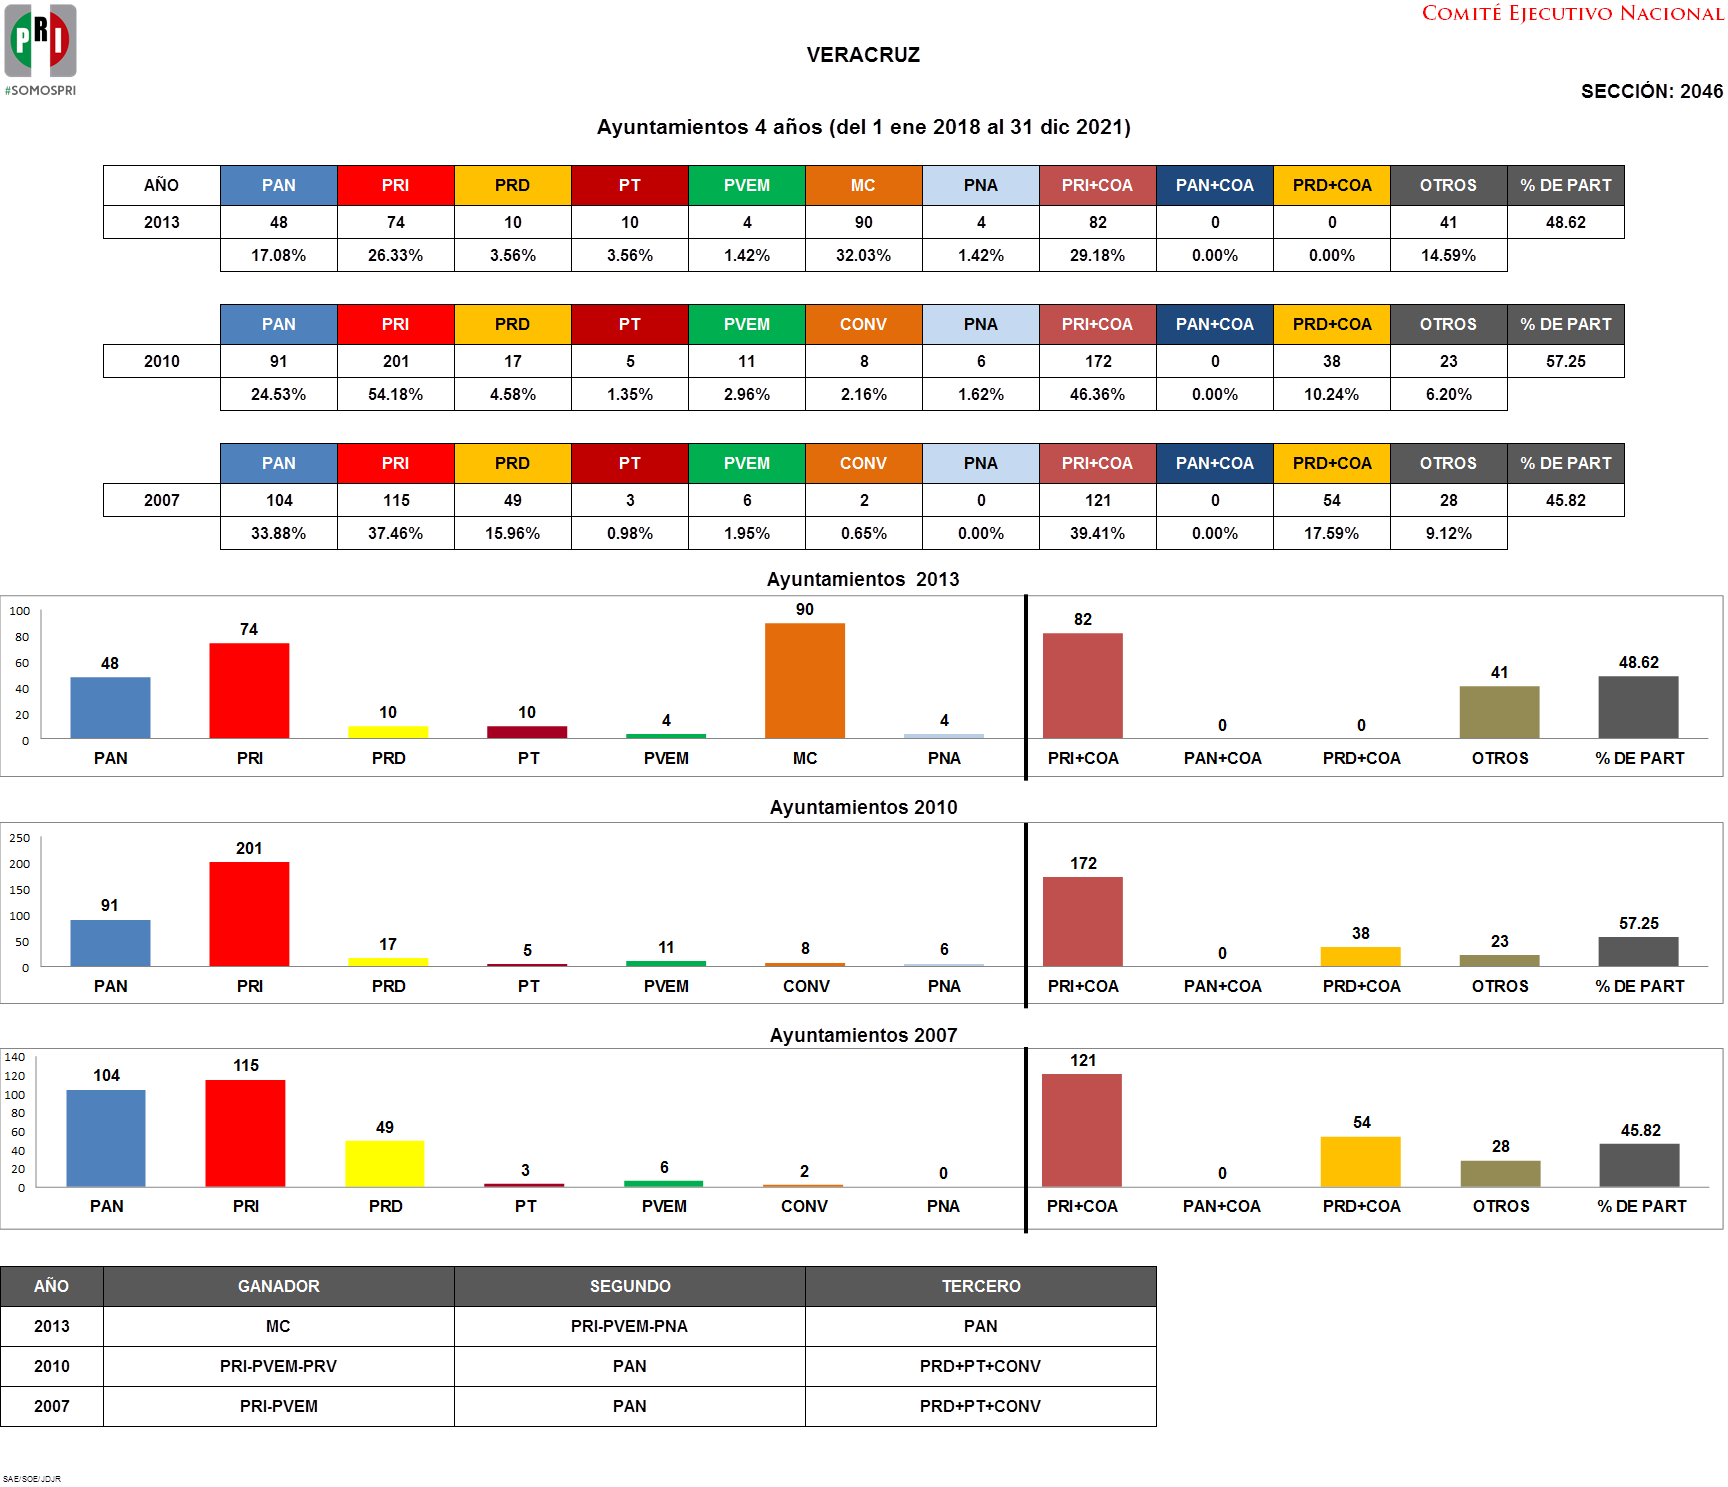 PRI
#SOMOSPRI
COMITÉ EJECUTIVO NACIONAL
VERACRUZ
SECCIÓN: 2046
Ayuntamientos 4 años (del 1 ene 2018 al 31 dic 2021)
AÑO PAN PRI PRD PT PVEM MC PNA PRI+COA PAN+COA PRD+COA OTROS % DE PART
2013 48 74 10 10 4 90 4 82 0 0 41 48.62
17.08% 26.33% 3.56% 3.56% 1.42% 32.03% 1.42% 29.18% 0.00% 0.00% 14.59%
PAN PRI PRD PT PVEM CONV PNA PRI+COA PAN+COA PRD+COA OTROS % DE PART
2010 91 201 17 5 11 8 6 172 0 38 23 57.25
24.53% 54.18% 4.58% 1.35% 2.96% 2.16% 1.62% 46.36% 0.00% 10.24% 6.20%
PAN PRI PRD PT PVEM CONV PNA PRI+COA PAN+COA PRD+COA OTROS % DE PART
2007 104 115 49 3 6 2 0 121 0 54 28 45.82
33.88% 37.46% 15.96% 0.98% 1.95% 0.65% 0.00% 39.41% 0.00% 17.59% 9.12%
Ayuntamientos 2013
100
80
60
40
20
0
48 74 10 10 4 90 4 82 0 0 41 48.62
PAN PRI PRD PT PVEM MC PNA PRI+COA PAN+COA PRD+COA OTROS % DE PART
Ayuntamientos 2010
250
200
150
100
50
0
91 201 17 5 11 8 6 172 0 38 23 57.25
PAN PRI PRD PT PVEM CONV PNA PRI+COA PAN+COA PRD+COA OTROS % DE PART
Ayuntamientos 2007
140
120
100
80
60
40
20
0
104 115 49 3 6 2 0 121 0 54 28 45.82
PAN PRI PRD PT PVEM CONV PNA PRI+COA PAN+COA PRD+COA OTROS % DE PART
AÑO GANADOR SEGUNDO TERCERO
2013 MC PRI-PVEM-PNA PAN
2010 PRI-PVEM-PRV PAN PRD+PT+CONV
2007 PRI-PVEM PAN PRD+PT+CONV
SAE/SOE/JDJR